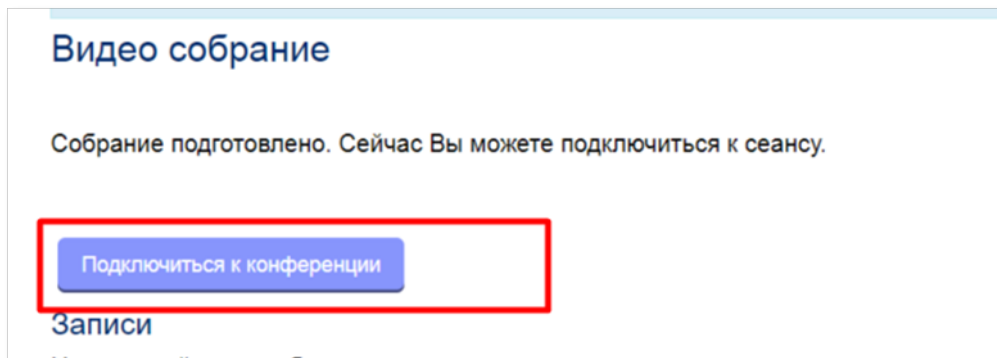 Видео собрание
Собрание подготовлено. Сейчас Вы можете подключиться к сеансу.
Подключиться к конференции
Записи